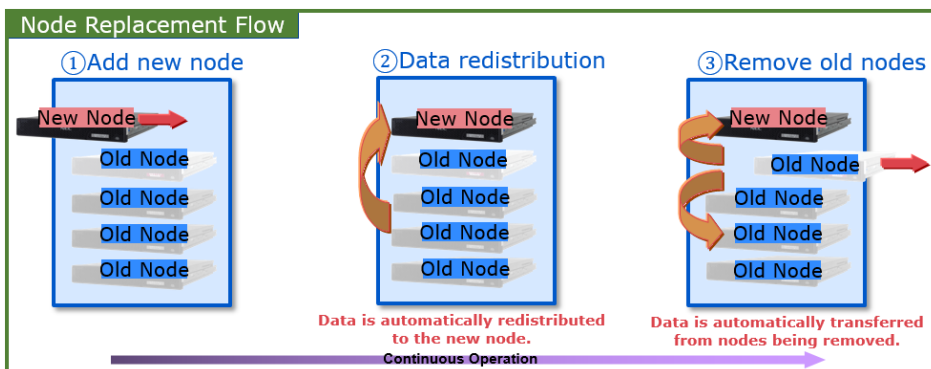 Node Replacement Flow
①Add new node
New Node
Old Node
Old Node
Old Node
Old Node
②Data redistribution
New Node
Old Node
Old Node
Old Node
Old Node
Data is automatically redistributed
to the new node.
③Remove old nodes
New Node
Old Node
Old Node
Old Node
Old Node
Data is automatically transferred
from nodes being removed.
Continuous Operation